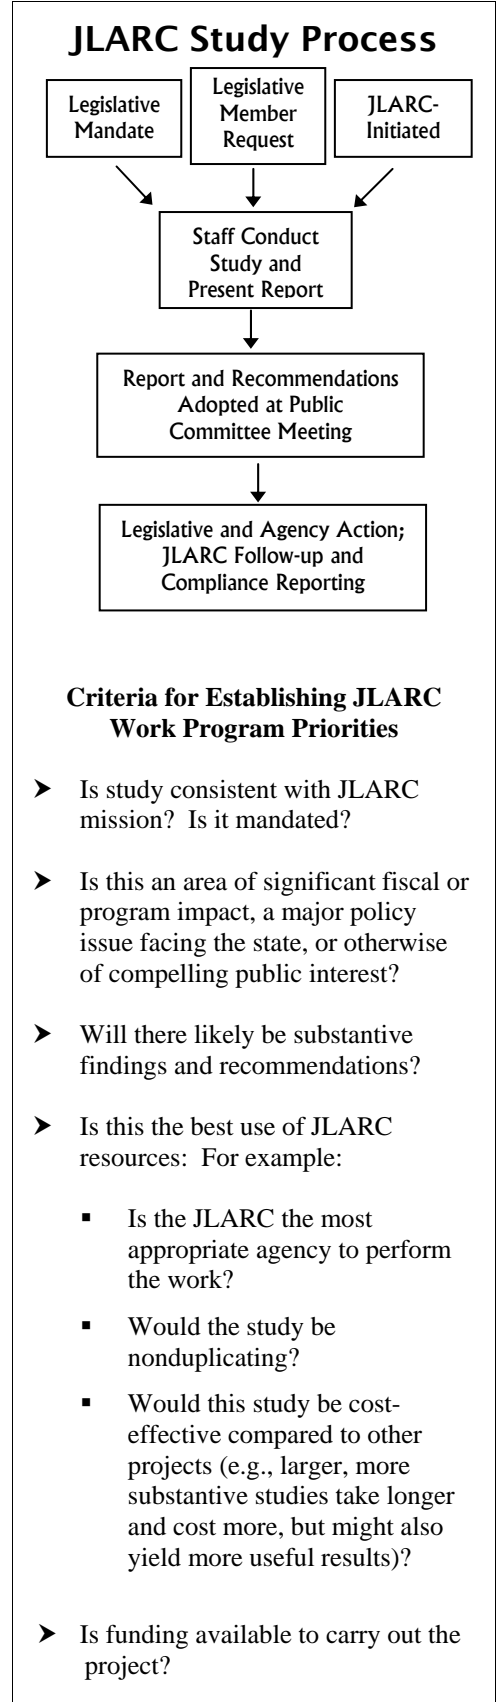 JLARC Study Process
Legislative
Mandate
Legislative
Member
Request
JLARC-
Initiated
Staff Conduct
Study and
Present Report
Report and Recommendations
Adopted at Public
Committee Meeting
Legislative and Agency Action;
JLARC Follow-up and
Compliance Reporting
Criteria for Establishing JLARC
Work Program Priorities
➤ Is study consistent with JLARC
mission?  Is it mandated?
➤ Is this an area of significant fiscal or
program impact, a major policy
issue facing the state, or otherwise
of compelling public interest?
➤ Will there likely be substantive
findings and recommendations?
➤ Is this the best use of JLARC
resources:  For example:
▪ Is the JLARC the most
appropriate agency to perform
the work?
▪ Would the study be
nonduplicating?
▪ Would this study be cost-
effective compared to other
projects (e.g., larger, more
substantive studies take longer
and cost more, but might also
yield more useful results)?
➤ Is funding available to carry out the
project?